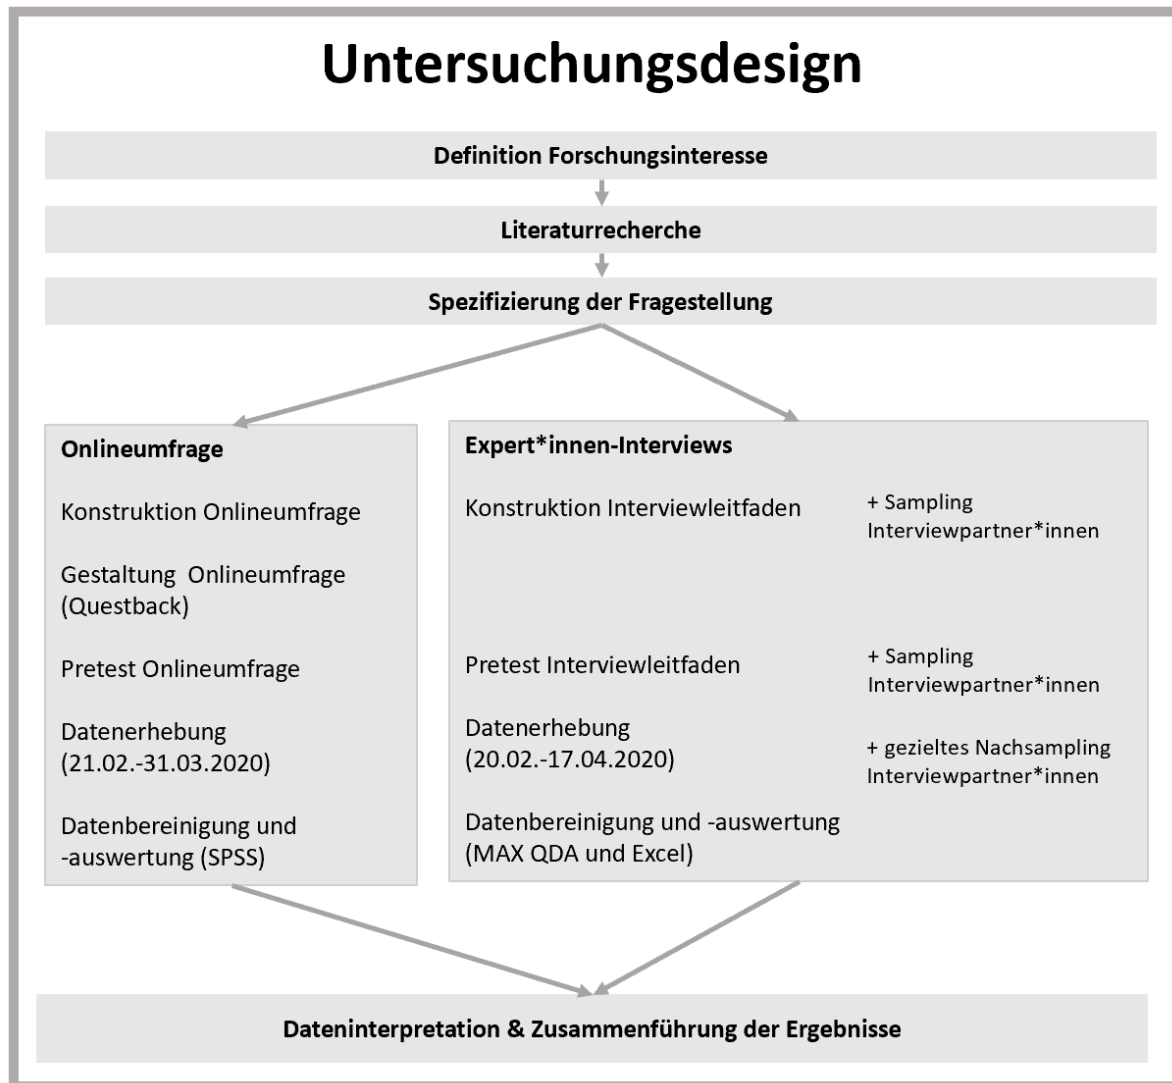 Untersuchungsdesign
Definition Forschungsinteresse
Literaturrecherche
Spezifizierung der Fragestellung
Onlineumfrage
Konstruktion Onlineumfrage
Gestaltung  Onlineumfrage
(Questback)
Pretest Onlineumfrage
Datenerhebung
(21.02.-31.03.2020)
Datenbereinigung und
-auswertung (SPSS)
Expert*innen-Interviews
Konstruktion Interviewleitfaden
+ Sampling
Interviewpartner*innen
Pretest Interviewleitfaden
+ Sampling
Interviewpartner*innen
Datenerhebung
(20.02.-17.04.2020)
+ gezieltes Nachsampling
Interviewpartner*innen
Datenbereinigung und -auswertung
(MAX QDA und Excel)
Dateninterpretation & Zusammenführung der Ergebnisse